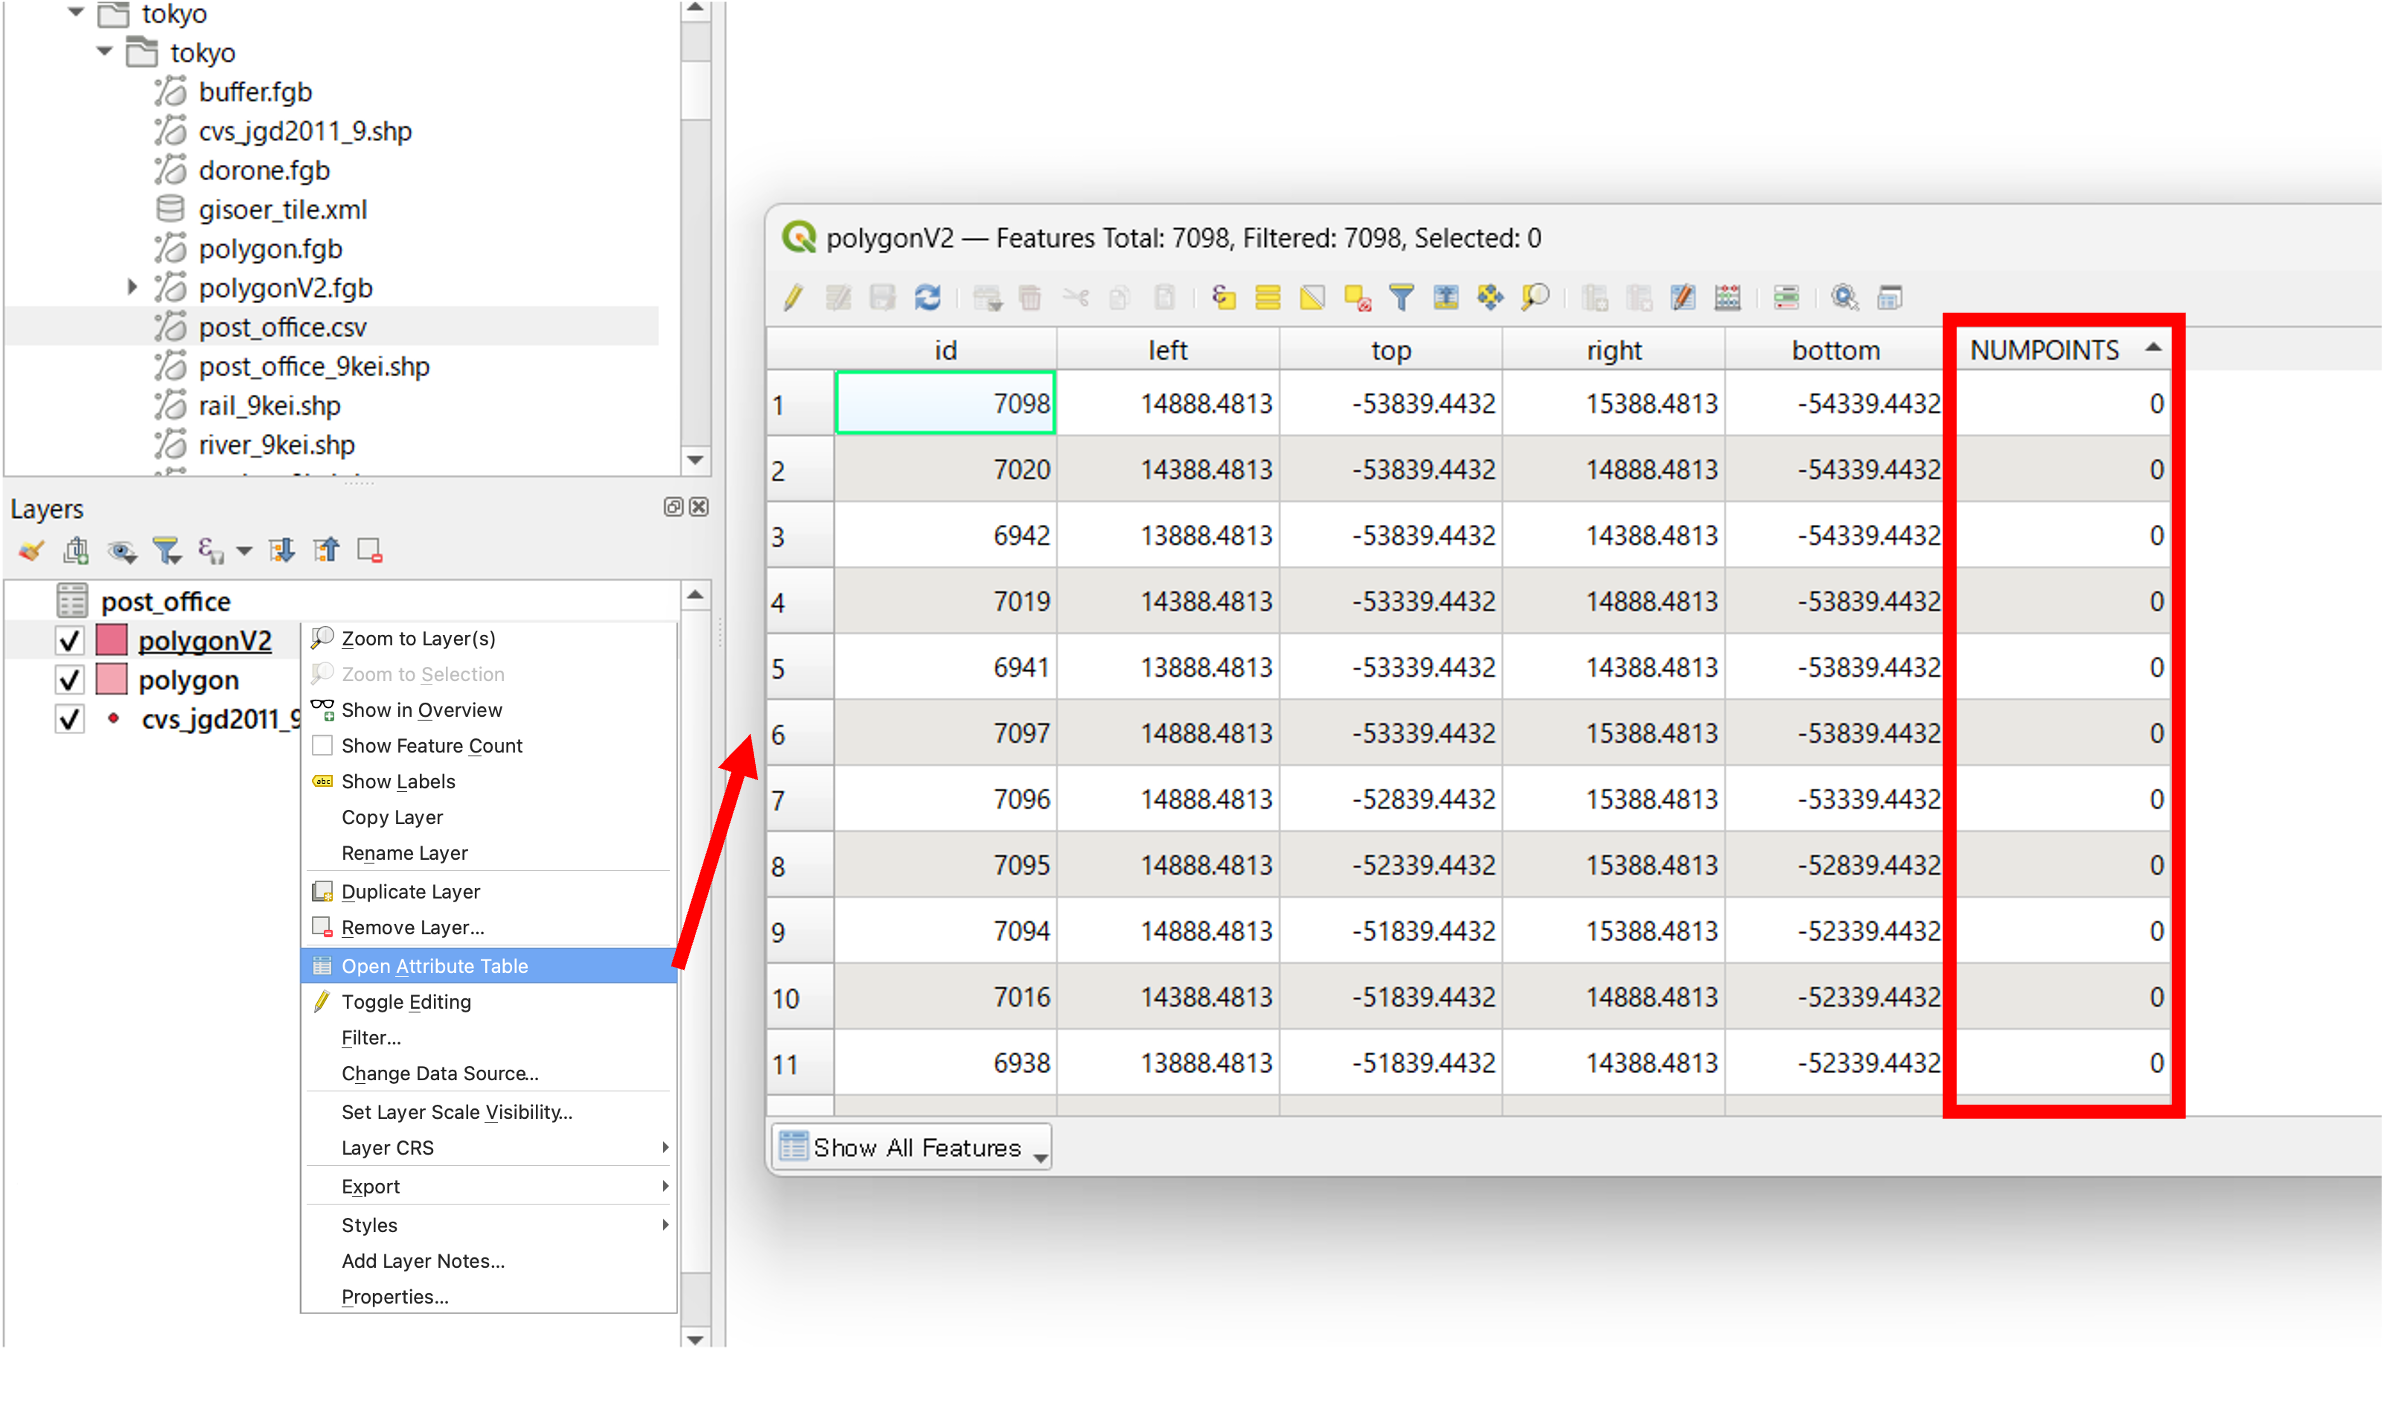 tokyo
tokyo
buffer.fgb
cvs_jgd2011_9.shp
dorone.fgb
gisoer_tile.xml
polygon.fgb
polygonV2.fgb
post_office.csv
post_office_9kei.shp
rail_9kei.shp
river_9kei.shp
Layers
post_office
polygonV2
polygon
cvs_jgd2011_9
Zoom to Layer(s)
Zoom to Selection
Show in Overview
Show Feature Count
abc Show Labels
Copy Layer
Rename Layer
Duplicate Layer
Remove Layer...
Open Attribute Table
Toggle Editing
Filter...
Change Data Source...
Set Layer Scale Visibility...
Layer CRS
Export
Styles
Add Layer Notes...
Properties...
polygonV2 — Features Total: 7098, Filtered: 7098, Selected: 0
id left top right bottom NUMPOINTS
1 7098 14888.4813 -53839.4432 15388.4813 -54339.4432 0
2 7020 14388.4813 -53839.4432 14888.4813 -54339.4432 0
3 6942 13888.4813 -53839.4432 14388.4813 -54339.4432 0
4 7019 14388.4813 -53339.4432 14888.4813 -53839.4432 0
5 6941 13888.4813 -53339.4432 14388.4813 -53839.4432 0
6 7097 14888.4813 -53339.4432 15388.4813 -53839.4432 0
7 7096 14888.4813 -52839.4432 15388.4813 -53339.4432 0
8 7095 14888.4813 -52339.4432 15388.4813 -52839.4432 0
9 7094 14888.4813 -51839.4432 15388.4813 -52339.4432 0
10 7016 14388.4813 -51839.4432 14888.4813 -52339.4432 0
11 6938 13888.4813 -51839.4432 14388.4813 -52339.4432 0
Show All Features